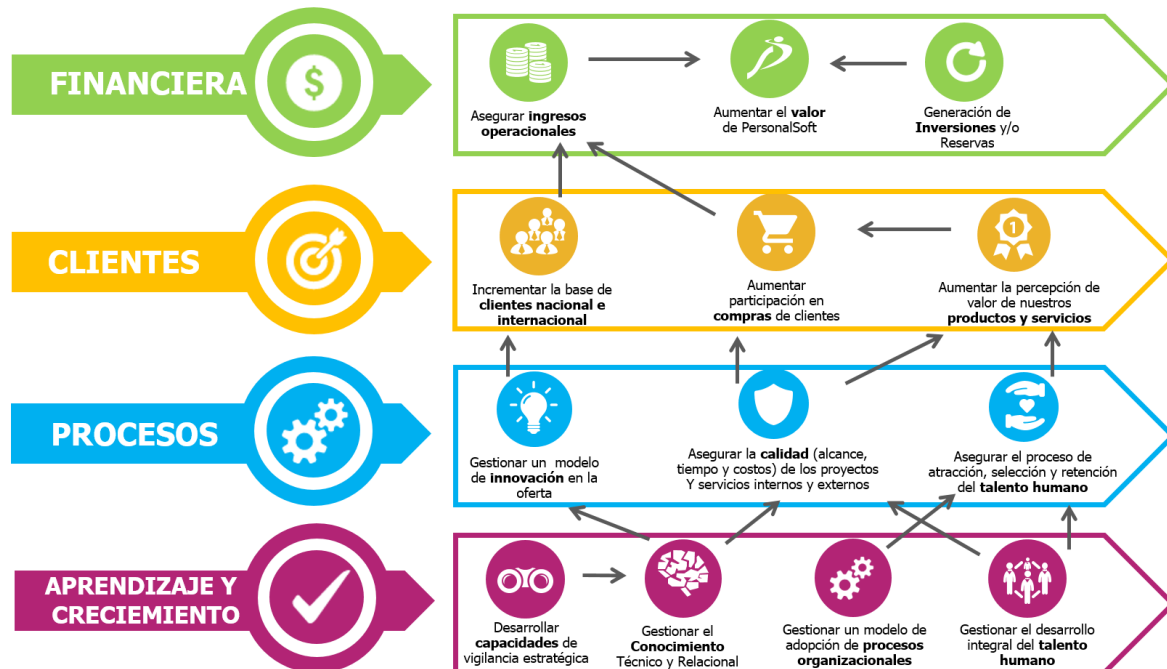 FINANCIERA
$
Asegurar ingresos
operacionales
Aumentar el valor
de PersonalSoft
Generación de
Inversiones y/o
Reservas
CLIENTES
Incrementar la base de
clientes nacional e
internacional
Aumentar
participación en
compras de clientes
1
Aumentar la percepción de
valor de nuestros
productos y servicios
PROCESOS
Gestionar un modelo
de innovación en la
oferta
Asegurar la calidad (alcance,
tiempo y costos) de los proyectos
Y servicios internos y externos
Asegurar el proceso de
atracción, selección y retención
del talento humano
APRENDIZAJE Y
CRECIEMIENTO
Desarrollar
capacidades de
vigilancia estratégica
Gestionar el
Conocimiento
Técnico y Relacional
Gestionar un modelo de
adopción de procesos
organizacionales
Gestionar el desarrollo
integral del talento
humano